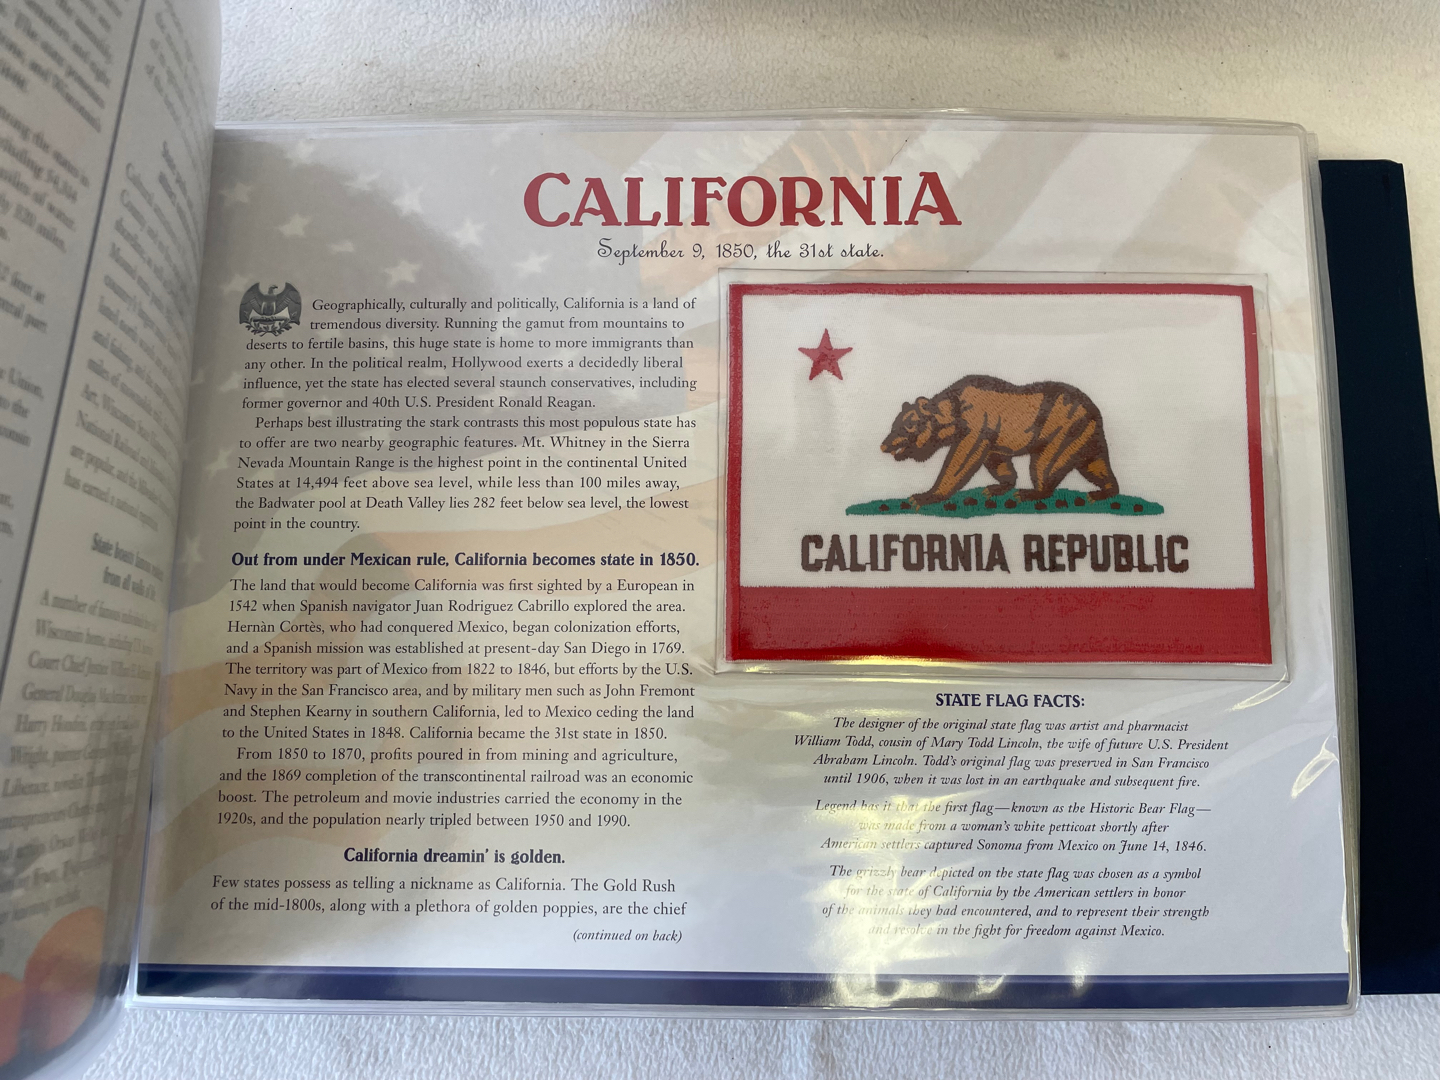 CALIFORNIA
September 9, 1850, the 31st state.
Geographically, culturally and politically, California is a land of
tremendous diversity. Running the gamut from mountains to
deserts to fertile basins, this huge state is home to more immigrants than
any other. In the political realm, Hollywood exerts a decidedly liberal
influence, yet the state has elected several staunch conservatives, including
former governor and 40th U.S. President Ronald Reagan.
Perhaps best illustrating the stark contrasts this most populous state has
to offer are two nearby geographic features. Mt. Whitney in the Sierra
Nevada Mountain Range is the highest point in the continental United
States at 14,494 feet above sea level, while less than 100 miles away,
the Badwater pool at Death Valley lies 282 feet below sea level, the lowest
point in the country.
Out from under Mexican rule, California becomes state in 1850.
The land that would become California was first sighted by a European in
1542 when Spanish navigator Juan Rodriguez Cabrillo explored the area.
Hernàn Cortès, who had conquered Mexico, began colonization efforts,
and a Spanish mission was established at present-day San Diego in 1769.
The territory was part of Mexico from 1822 to 1846, but efforts by the U.S.
Navy in the San Francisco area, and by military men such as John Fremont
and Stephen Kearny in southern California, led to Mexico ceding the land
to the United States in 1848. California became the 31st state in 1850.
From 1850 to 1870, profits poured in from mining and agriculture,
and the 1869 completion of the transcontinental railroad was an economic
boost. The petroleum and movie industries carried the economy in the
1920s, and the population nearly tripled between 1950 and 1990.
California dreamin' is golden.
Few states possess as telling a nickname as California. The Gold Rush
of the mid-1800s, along with a plethora of golden poppies, are the chief
(continued on back)
CALIFORNIA REPUBLIC
STATE FLAG FACTS:
The designer of the original state flag was artist and pharmacist
William Todd, cousin of Mary Todd Lincoln, the wife of future U.S. President
Abraham Lincoln. Todd's original flag was preserved in San Francisco
until 1906, when it was lost in an earthquake and subsequent fire.
Legend has it that the first flag—known as the Historic Bear Flag—
was made from a woman's white petticoat shortly after
American settlers captured Sonoma from Mexico on June 14, 1846.
The grizzly bear depicted on the state flag was chosen as a symbol
for the state of California by the American settlers in honor
of the animals they had encountered, and to represent their strength
and resolve in the fight for freedom against Mexico.